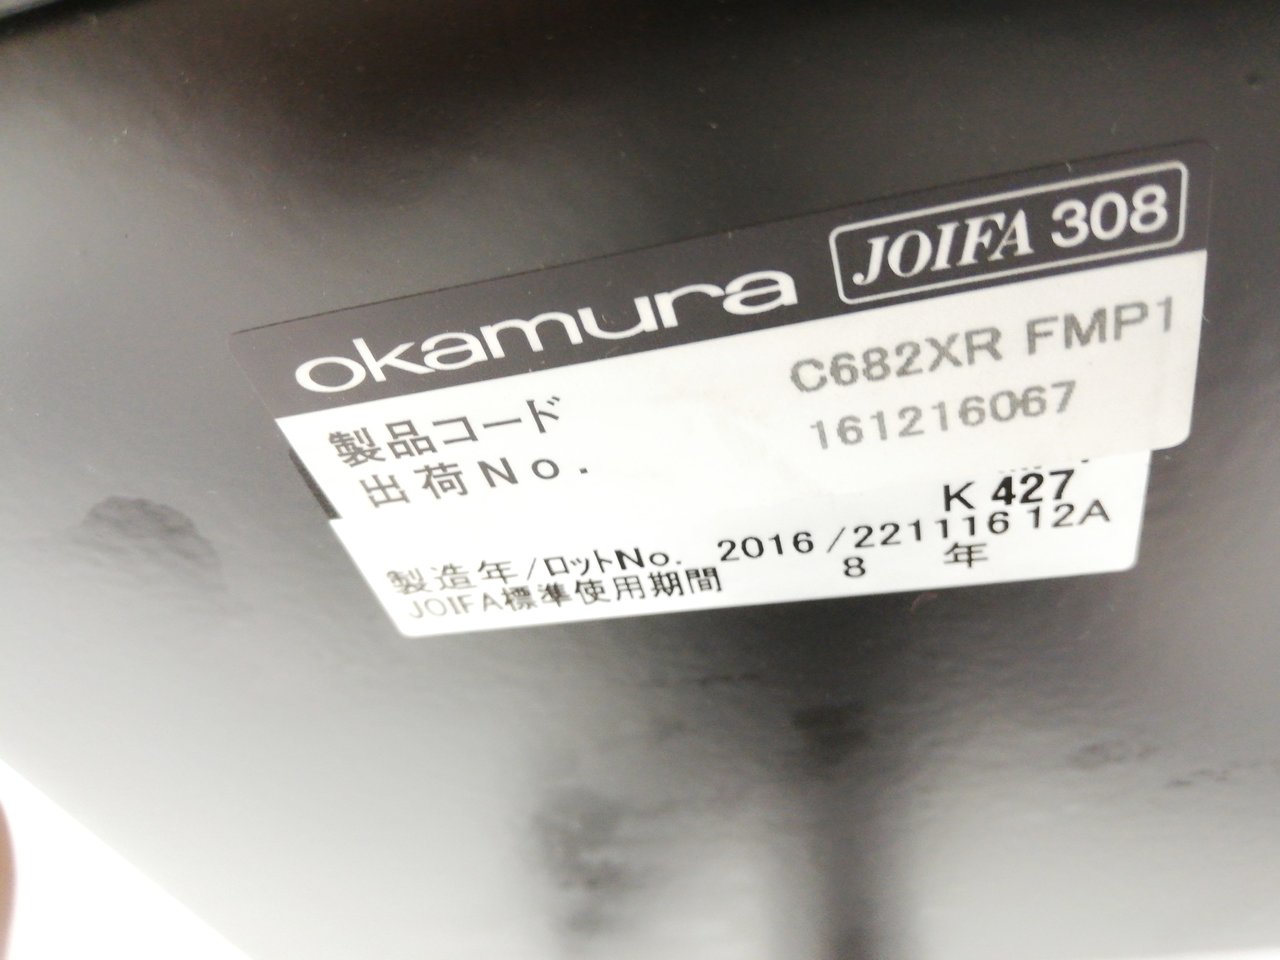 okamura JOIFA 308
製品コード C682XR FMP1
出荷No. 161216067
K 427
製造年/ロットNo. 2016 /221116 12A
JOIFA標準使用期間 8 年